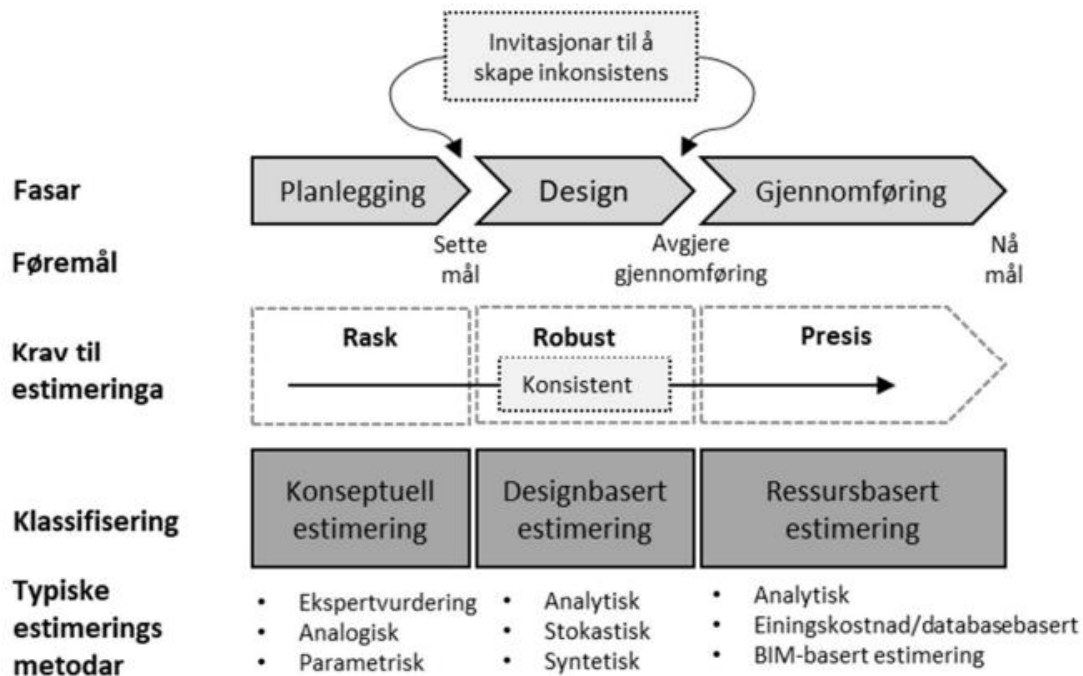 Invitasjonar til å
skape inkonsistens
Fasar
Planlegging
Design
Gjennomføring
Føremål
Sette
mål
Avgjere
gjennomføring
Nå
mål
Krav til
estimeringa
Rask
Robust
Presis
Konsistent
Klassifisering
Konseptuell
estimering
Designbasert
estimering
Ressursbasert
estimering
Typiske
estimerings
metodar
• Ekspertvurdering
• Analogisk
• Parametrisk
• Analytisk
• Stokastisk
• Syntetisk
• Analytisk
• Einingskostnad/databasebasert
• BIM-basert estimering